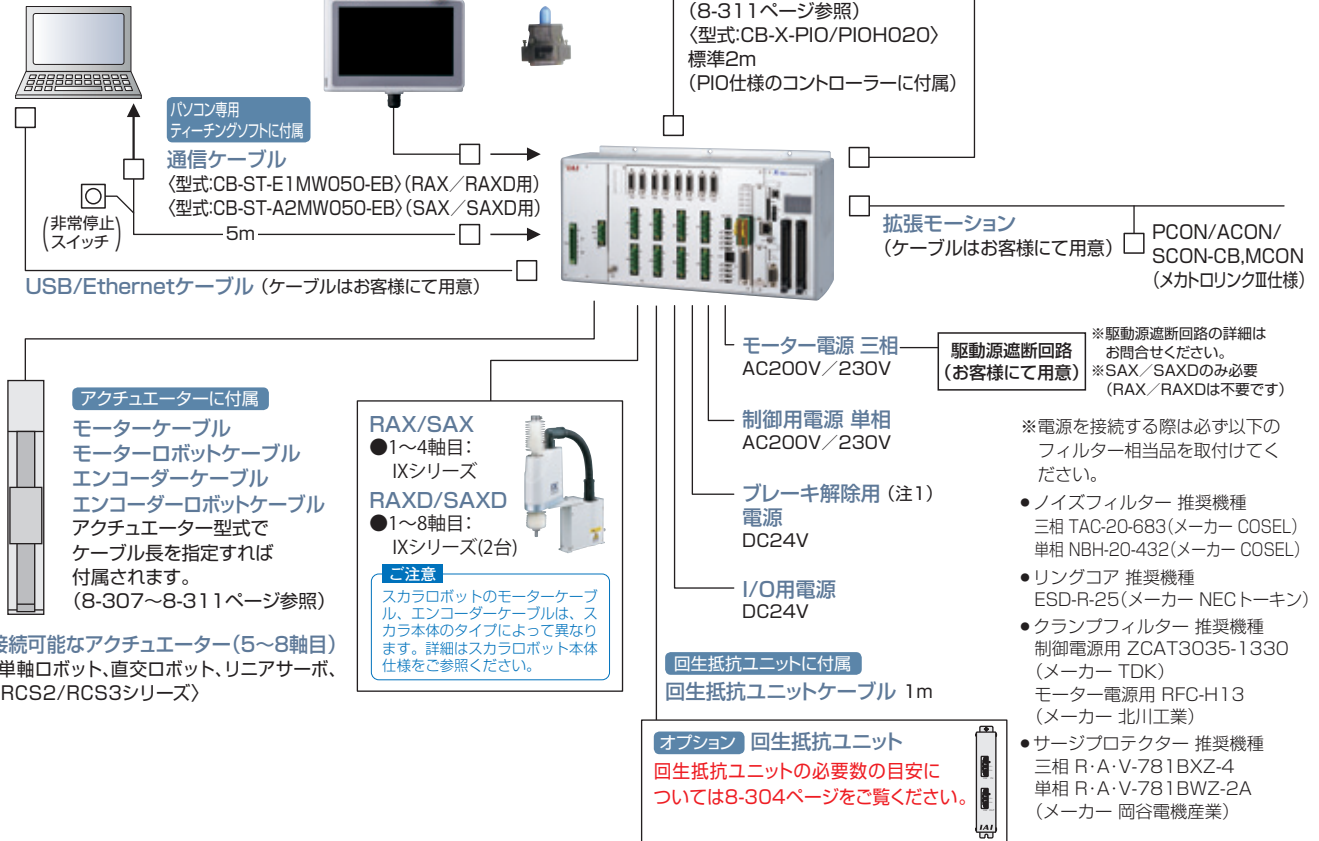 (8-311ページ参照)
〈型式:CB-X-PIO/PIOH020〉
標準2m
(PIO仕様のコントローラーに付属)
パソコン専用
ティーチングソフトに付属
通信ケーブル
〈型式:CB-ST-E1MW050-EB〉(RAX/RAXD用)
〈型式:CB-ST-A2MW050-EB〉(SAX/SAXD用)
(非常停止
スイッチ)
5m
USB/Ethernetケーブル (ケーブルはお客様にて用意)
IAI
拡張モーション
(ケーブルはお客様にて用意)
PCON/ACON/
SCON-CB,MCON
(メカトロリンクⅢ仕様)
アクチュエーターに付属
モーターケーブル
モーターロボットケーブル
エンコーダーケーブル
エンコーダーロボットケーブル
アクチュエーター型式で
ケーブル長を指定すれば
付属されます。
(8-307〜8-311ページ参照)
接続可能なアクチュエーター(5〜8軸目)
単軸ロボット、直交ロボット、リニアサーボ、
RCS2/RCS3シリーズ〉
RAX/SAX
●1〜4軸目:
IXシリーズ
RAXD/SAXD
●1〜8軸目:
IXシリーズ(2台)
ご注意
スカラロボットのモーターケーブ
ル、エンコーダーケーブルは、ス
カラ本体のタイプによって異なり
ます。詳細はスカラロボット本体
仕様をご参照ください。
モーター電源 三相
AC200V/230V
駆動源遮断回路
(お客様にて用意)
※駆動源遮断回路の詳細は
お問合せください。
※SAX/SAXDのみ必要
(RAX/RAXDは不要です)
制御用電源 単相
AC200V/230V
ブレーキ解除用 (注1)
電源
DC24V
I/O用電源
DC24V
回生抵抗ユニットに付属
回生抵抗ユニットケーブル 1m
オプション 回生抵抗ユニット
回生抵抗ユニットの必要数の目安に
ついては8-304ページをご覧ください。
IAI
※電源を接続する際は必ず以下の
フィルター相当品を取付けてく
ださい。
●ノイズフィルター 推奨機種
三相 TAC-20-683(メーカー COSEL)
単相 NBH-20-432(メーカー COSEL)
●リングコア 推奨機種
ESD-R-25(メーカー NECトーキン)
●クランプフィルター 推奨機種
制御電源用 ZCAT3035-1330
(メーカー TDK)
モーター電源用 RFC-H13
(メーカー 北川工業)
●サージプロテクター 推奨機種
三相 R・A・V-781BXZ-4
単相 R・A・V-781BWZ-2A
(メーカー 岡谷電機産業)